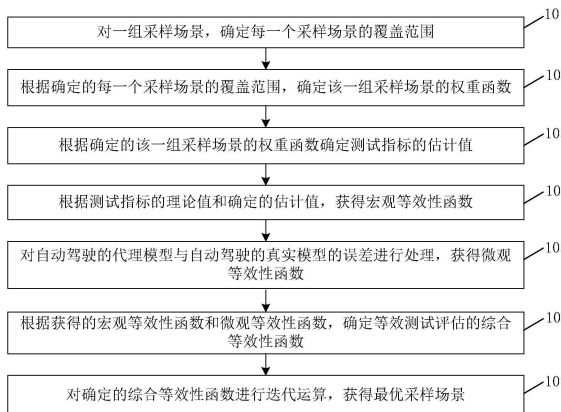 对一组采样场景，确定每一个采样场景的覆盖范围
10
根据确定的每一个采样场景的覆盖范围，确定该一组采样场景的权重函数
10
根据确定的该一组采样场景的权重函数确定测试指标的估计值
10
根据测试指标的理论值和确定的估计值，获得宏观等效性函数
10
对自动驾驶的代理模型与自动驾驶的真实模型的误差进行处理，获得微观
等效性函数
10
根据获得的宏观等效性函数和微观等效性函数，确定等效测试评估的综合
等效性函数
10
对确定的综合等效性函数进行迭代运算，获得最优采样场景
10